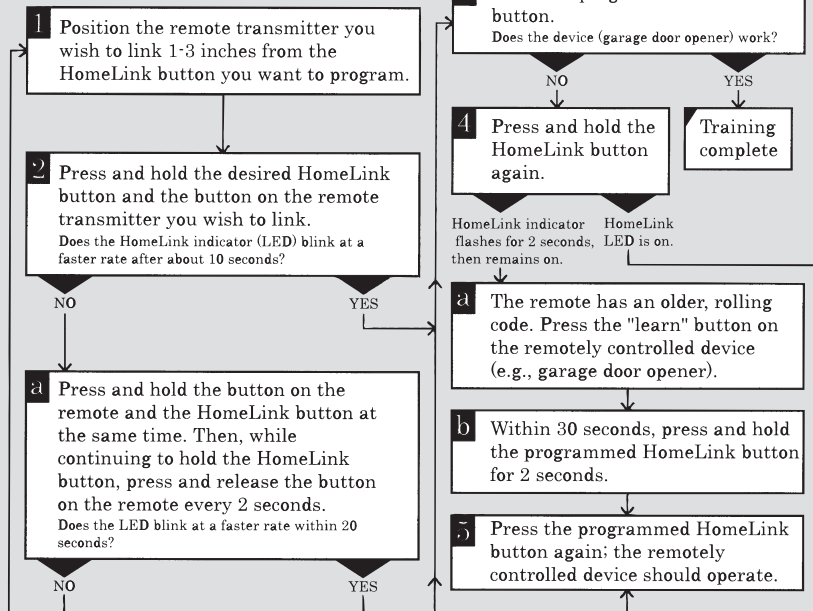 1
Position the remote transmitter you
wish to link 1-3 inches from the
HomeLink button you want to program.
2
Press and hold the desired HomeLink
button and the button on the remote
transmitter you wish to link.
Does the HomeLink indicator (LED) blink at a
faster rate after about 10 seconds?
NO
YES
a
Press and hold the button on the
remote and the HomeLink button at
the same time. Then, while
continuing to hold the HomeLink
button, press and release the button
on the remote every 2 seconds.
Does the LED blink at a faster rate within 20
seconds?
NO
YES
button.
Does the device (garage door opener) work?
NO
YES
4
Press and hold the
HomeLink button
again.
Training
complete
HomeLink indicator
flashes for 2 seconds,
then remains on.
HomeLink
LED is on.
a
The remote has an older, rolling
code. Press the "learn" button on
the remotely controlled device
(e.g., garage door opener).
b
Within 30 seconds, press and hold
the programmed HomeLink button
for 2 seconds.
5
Press the programmed HomeLink
button again; the remotely
controlled device should operate.